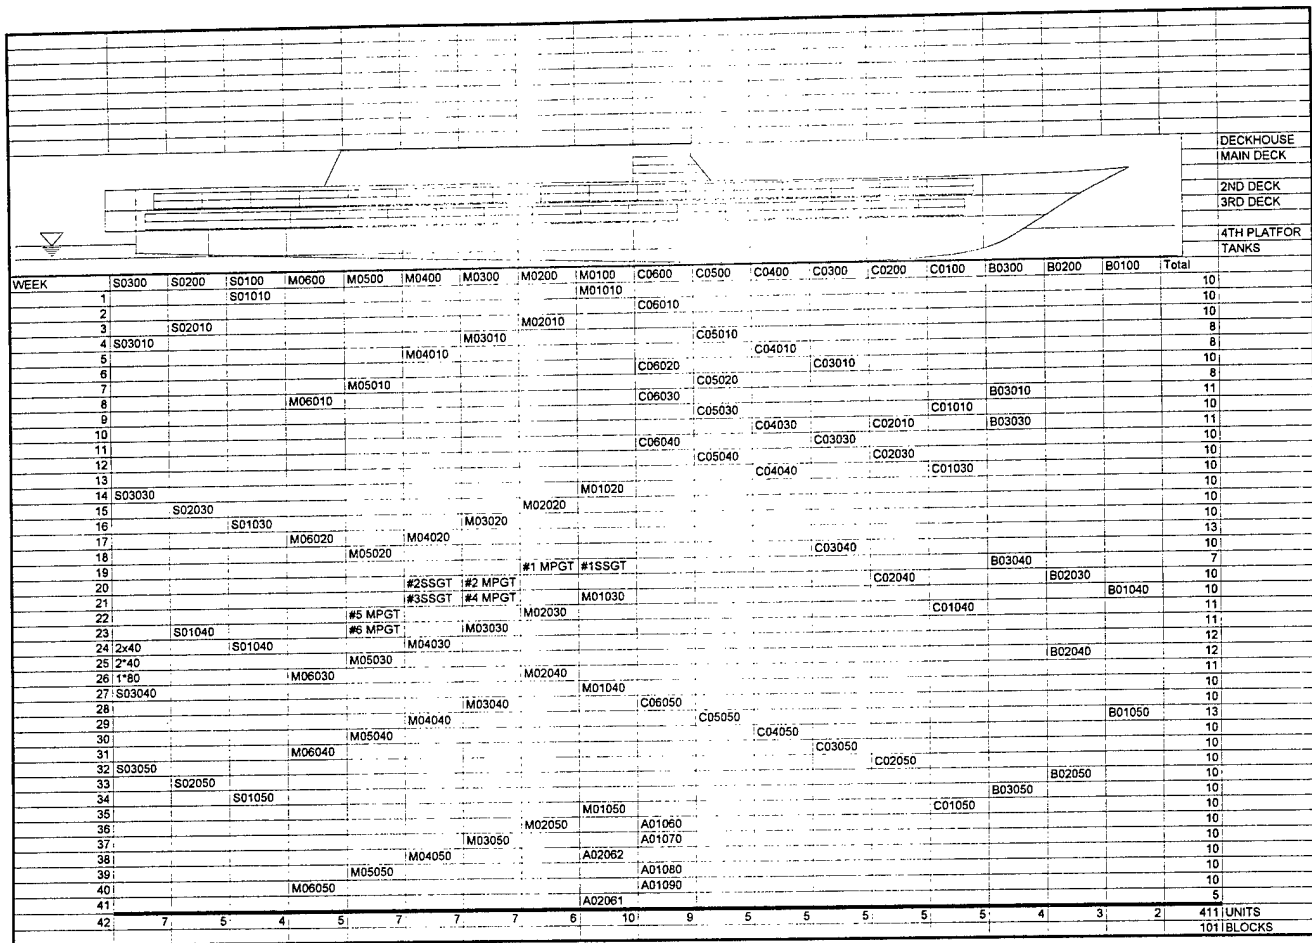 DECKHOUSE
MAIN DECK
2ND DECK
3RD DECK
4TH PLATFOR
TANKS
WEEK S0300 S0200 S0100 M0600 M0500 M0400 M0300 M0200 M0100 C0600 C0500 C0400 C0300 C0200 C0100 B0300 B0200 B0100 Total
1 S01010 M01010 10
2 C06010 10
3 S02010 M02010 10
4 S03010 M03010 C05010 8
5 M04010 C04010 8
6 C06020 C03010 10
7 M05010 C05020 8
8 M06010 C06030 B03010 11
9 C05030 C01010 10
10 C04030 C02010 B03030 11
11 C06040 C03030 10
12 C05040 C02030 10
13 C04040 C01030 10
14 S03030 M01020 10
15 S02030 M02020 10
16 S01030 M03020 10
17 M06020 M04020 13
18 M05020 C03040 10
19 #1 MPGT #1SSGT B03040 7
20 #2SSGT #2 MPGT C02040 B02030 10
21 #3SSGT #4 MPGT M01030 B01040 10
22 #5 MPGT M02030 C01040 11
23 S01040 #6 MPGT M03030 11
24 2x40 S01040 M04030 12
25 2*40 M05030 B02040 12
26 1*80 M06030 M02040 11
27 S03040 M01040 10
28 M03040 C06050 10
29 M04040 C05050 B01050 13
30 M05040 C04050 10
31 M06040 C03050 10
32 S03050 C02050 10
33 S02050 B02050 10
34 S01050 B03050 10
35 M01050 C01050 10
36 M02050 A01060 10
37 M03050 A01070 10
38 M04050 A02062 10
39 M05050 A01080 10
40 M06050 A01090 10
41 A02061 5
42 7 5 4 5 7 7 7 6 10 9 5 5 5 5 5 4 3 2 411 UNITS
101 BLOCKS